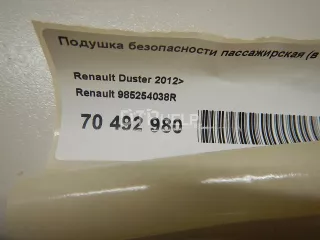 Подушка безопасности пассажирская (в
Renault Duster 2012>
Renault 985254038R
70 492 980